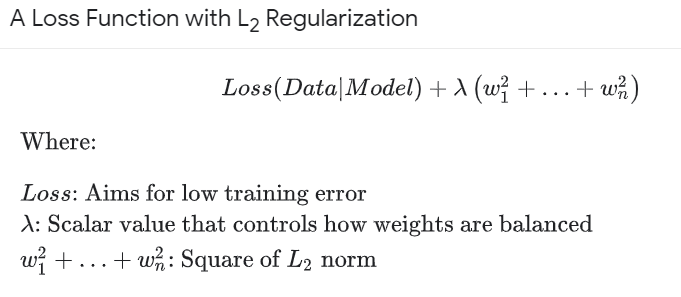 A Loss Function with L₂ Regularization
Loss(Data|Model) + λ (w₁² + … + wₙ²)
Where:
Loss: Aims for low training error
λ: Scalar value that controls how weights are balanced
w₁² + … + wₙ²: Square of L₂ norm